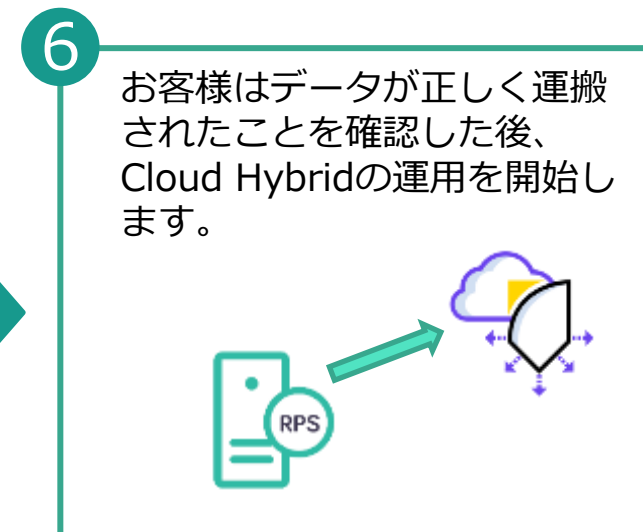 6
お客様はデータが正しく運搬
されたことを確認した後、
Cloud Hybridの運用を開始し
ます。
RPS